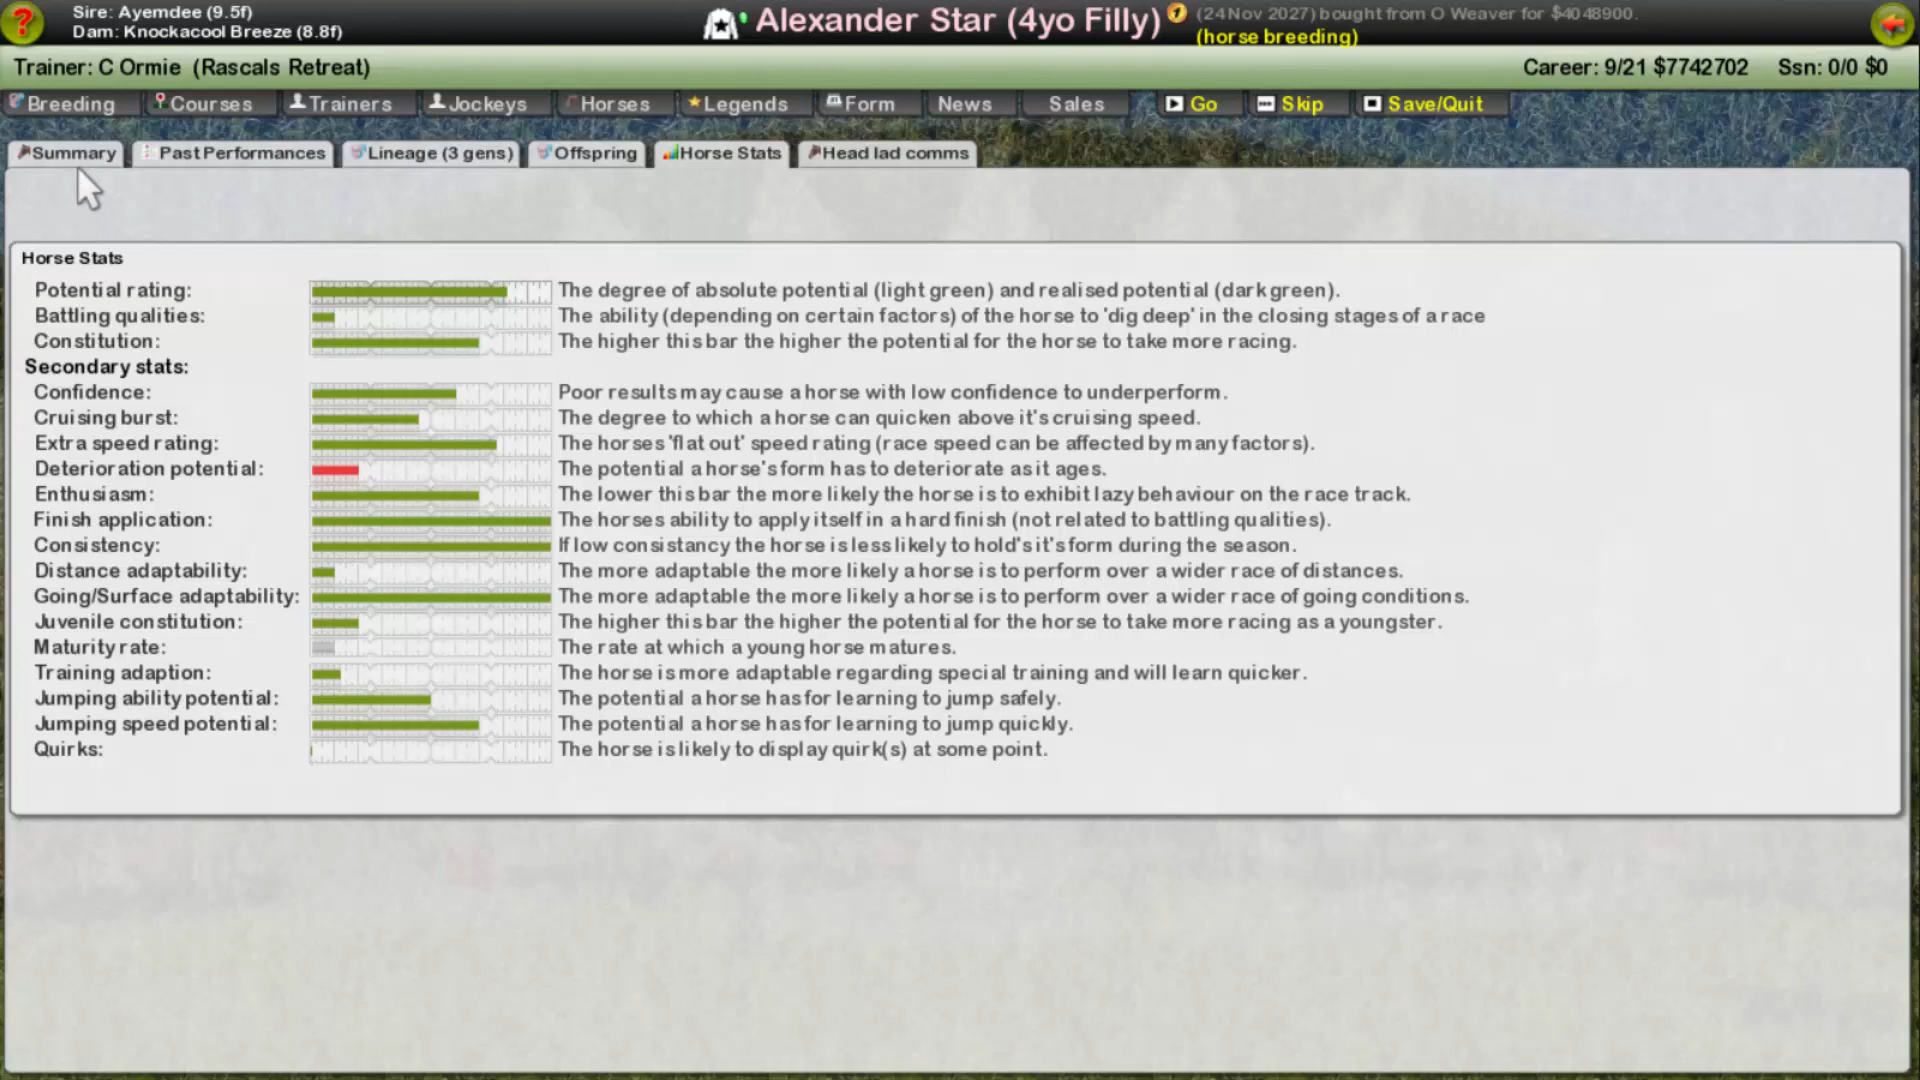 Sire: Ayemdee (9.5f)
Dam: Knockacool Breeze (8.8f)
Alexander Star (4yo Filly)
(24 Nov 2027) bought from O Weaver for $4048900.
(horse breeding)
Trainer: C Ormie (Rascals Retreat)
Career: 9/21 $7742702 Ssn: 0/0 $0
Breeding Courses Trainers Jockeys Horses Legends Form News Sales Go Skip Save/Quit
Summary Past Performances Lineage (3 gens) Offspring Horse Stats Head lad comms
Horse Stats
Potential rating: The degree of absolute potential (light green) and realised potential (dark green).
Battling qualities: The ability (depending on certain factors) of the horse to 'dig deep' in the closing stages of a race
Constitution: The higher this bar the higher the potential for the horse to take more racing.
Secondary stats:
Confidence: Poor results may cause a horse with low confidence to underperform.
Cruising burst: The degree to which a horse can quicken above it's cruising speed.
Extra speed rating: The horses 'flat out' speed rating (race speed can be affected by many factors).
Deterioration potential: The potential a horse's form has to deteriorate as it ages.
Enthusiasm: The lower this bar the more likely the horse is to exhibit lazy behaviour on the race track.
Finish application: The horses ability to apply itself in a hard finish (not related to battling qualities).
Consistency: If low consistancy the horse is less likely to hold's it's form during the season.
Distance adaptability: The more adaptable the more likely a horse is to perform over a wider race of distances.
Going/Surface adaptability: The more adaptable the more likely a horse is to perform over a wider race of going conditions.
Juvenile constitution: The higher this bar the higher the potential for the horse to take more racing as a youngster.
Maturity rate: The rate at which a young horse matures.
Training adaption: The horse is more adaptable regarding special training and will learn quicker.
Jumping ability potential: The potential a horse has for learning to jump safely.
Jumping speed potential: The potential a horse has for learning to jump quickly.
Quirks: The horse is likely to display quirk(s) at some point.